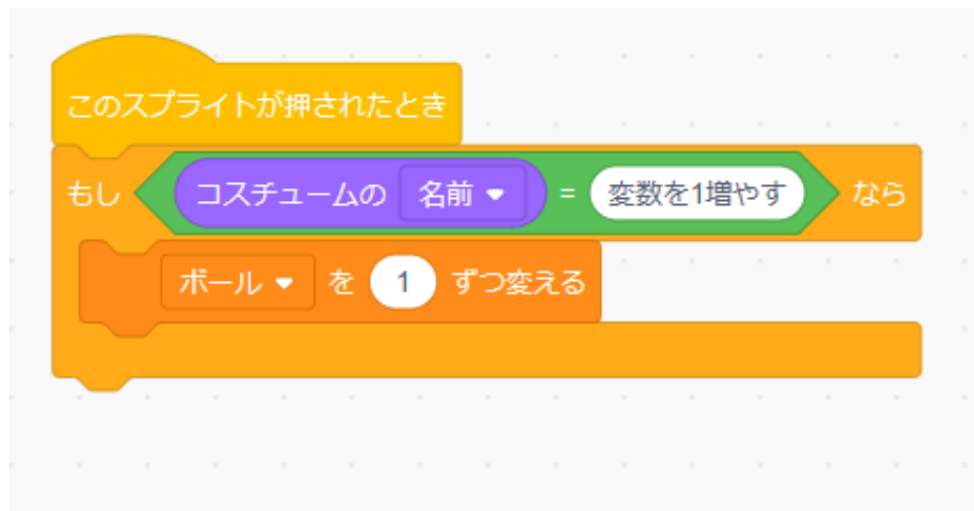 このスプライトが押されたとき
もし コスチュームの 名前 = 変数を1増やす なら
ボール を 1 ずつ変える